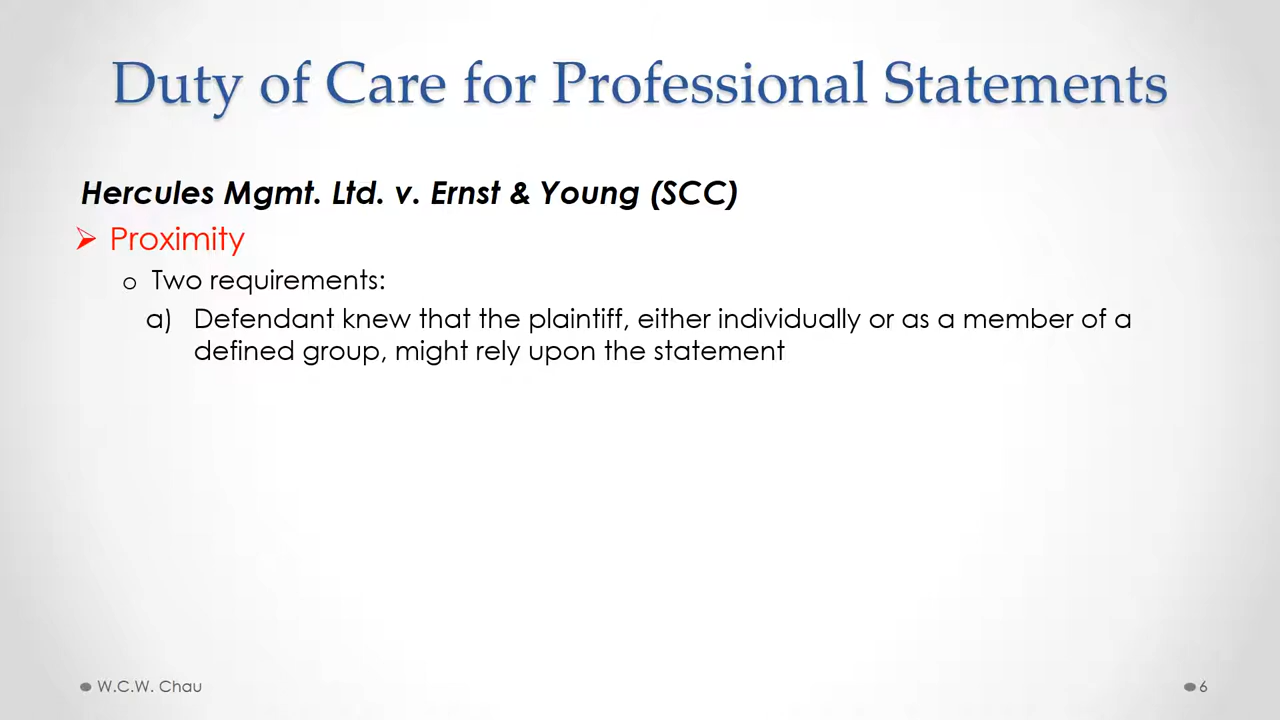 Duty of Care for Professional Statements
Hercules Mgmt. Ltd. v. Ernst & Young (SCC)
Proximity
o Two requirements:
a) Defendant knew that the plaintiff, either individually or as a member of a
defined group, might rely upon the statement
W.C.W. Chau
6